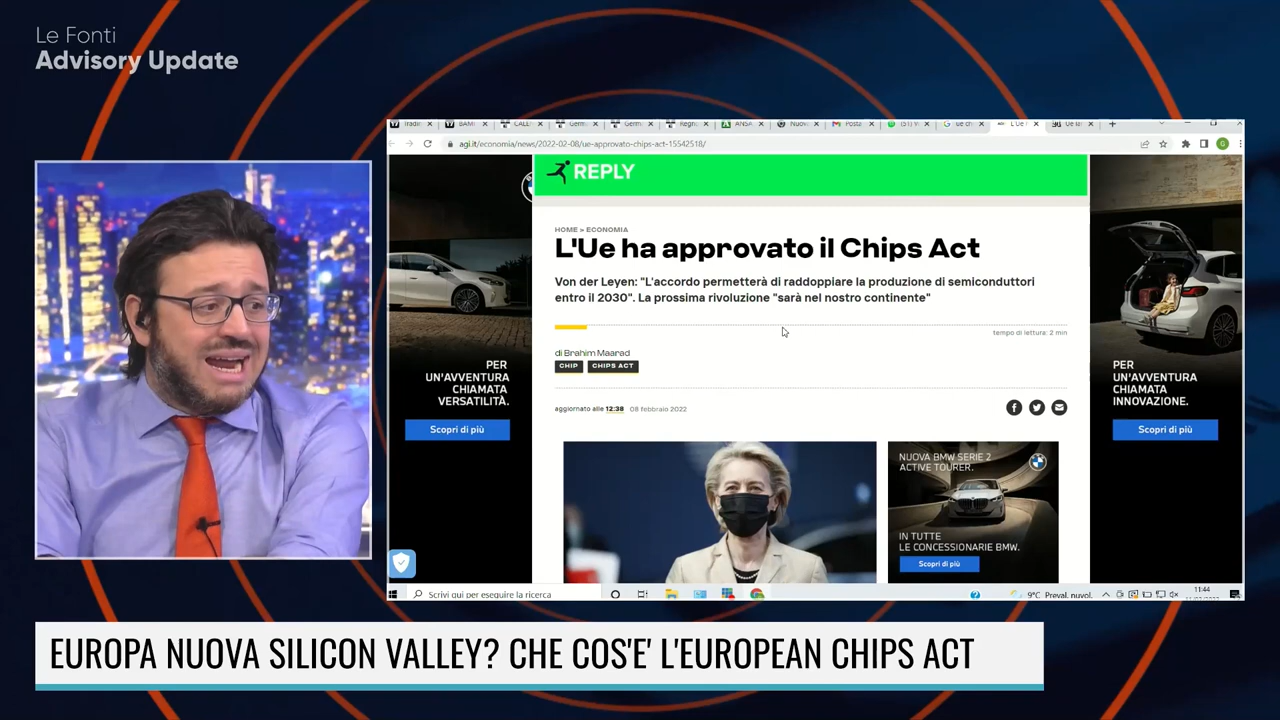 Le Fonti
Advisory Update
agi.it/economia/news/2022-02-08/ue-approvato-chips-act-15542518/
REPLY
HOME > ECONOMIA
L'Ue ha approvato il Chips Act
Von der Leyen: "L'accordo permetterà di raddoppiare la produzione di semiconduttori
entro il 2030". La prossima rivoluzione "sarà nel nostro continente"
tempo di lettura: 2 min
di Brahim Maarad
CHIP CHIPS ACT
aggiornato alle 12:38 08 febbraio 2022
PER
UN'AVVENTURA
CHIAMATA
VERSATILITÀ.
Scopri di più
PER
UN'AVVENTURA
CHIAMATA
INNOVAZIONE.
Scopri di più
NUOVA BMW SERIE 2
ACTIVE TOURER.
IN TUTTE
LE CONCESSIONARIE BMW.
Scopri di più
Scrivi qui per eseguire la ricerca
9°C Preval. nuvol.
11:44
EUROPA NUOVA SILICON VALLEY? CHE COS'E' L'EUROPEAN CHIPS ACT